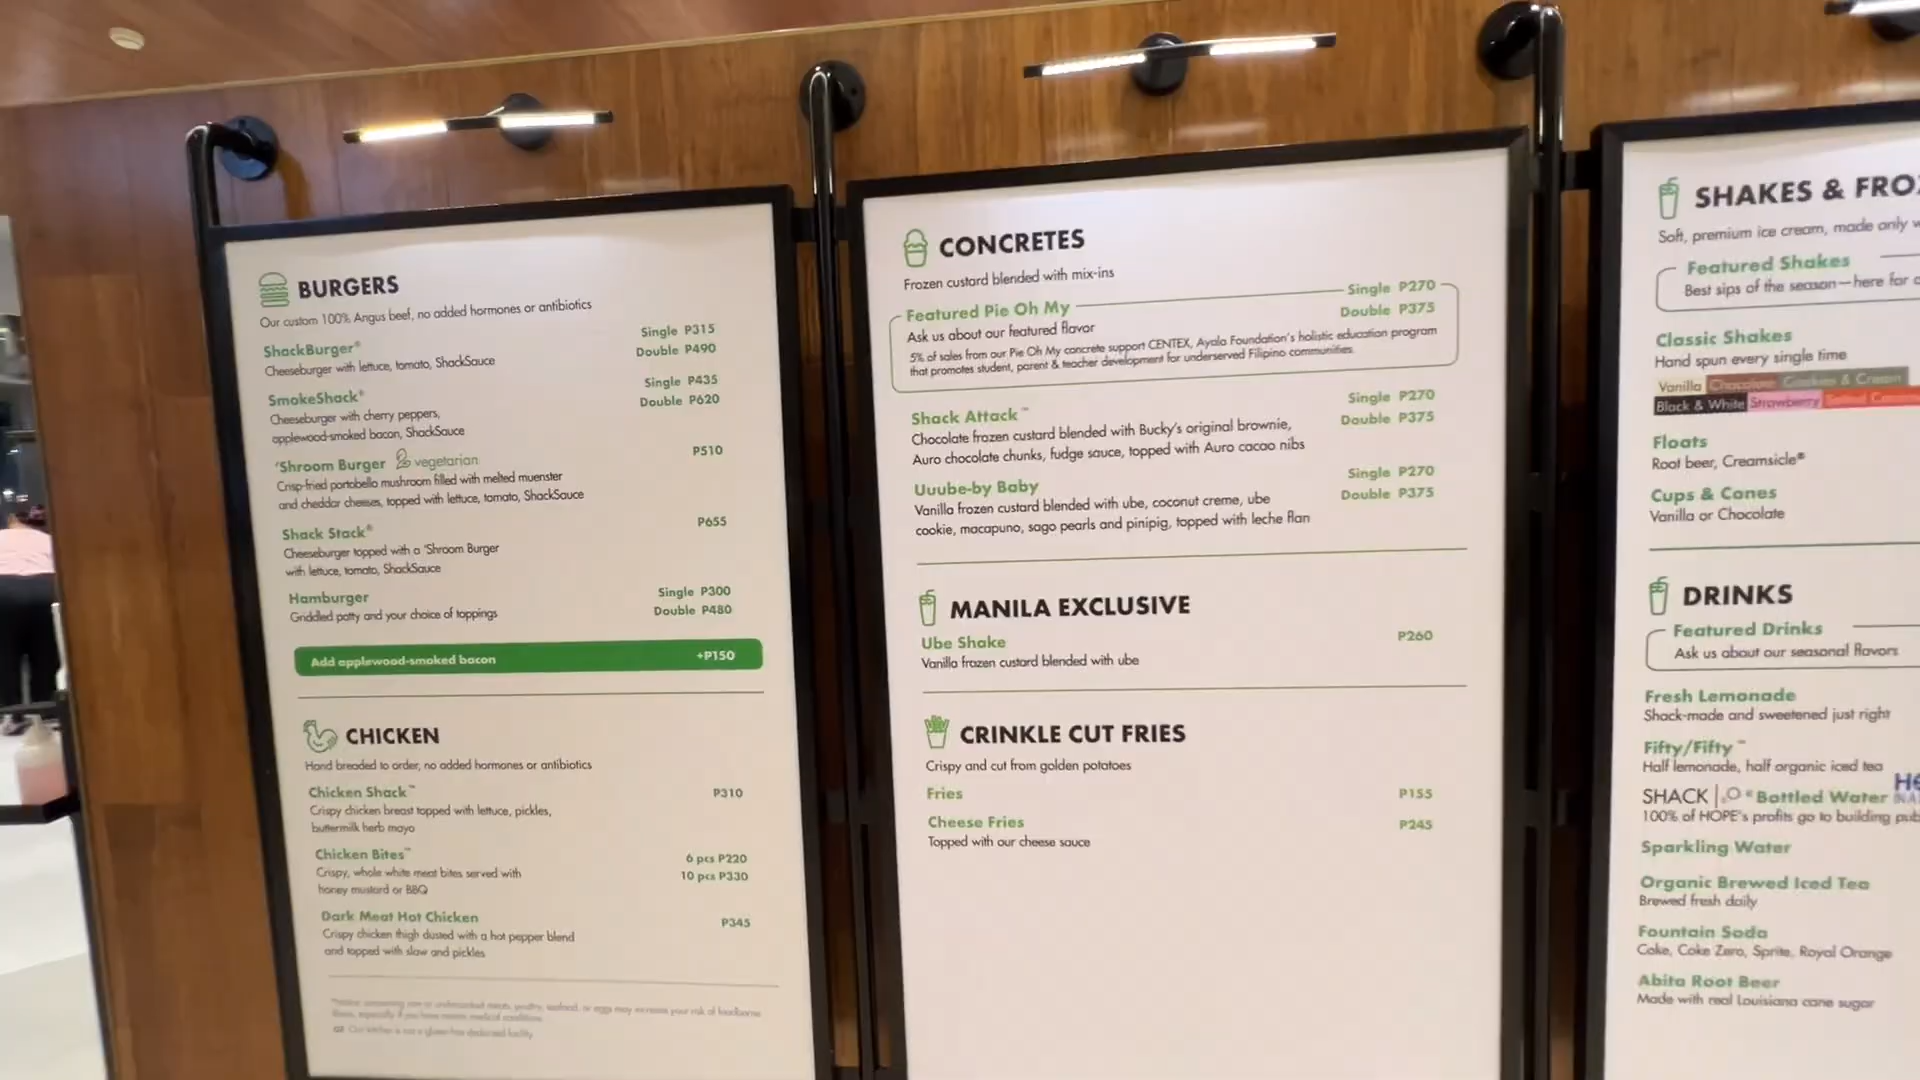 BURGERS
Our custom 100% Angus beef, no added hormones or antibiotics
ShackBurger®
Single P315
Cheeseburger with lettuce, tomato, ShackSauce
Double P490
SmokeShack®
Single P435
Cheeseburger with cherry peppers,
Double P620
applewood-smoked bacon, ShackSauce
'Shroom Burger vegetarian
P510
Crisp-fried portobello mushroom filled with melted muenster
and cheddar cheeses, topped with lettuce, tomato, ShackSauce
Shack Stack®
P655
Cheeseburger topped with a 'Shroom Burger
with lettuce, tomato, ShackSauce
Hamburger
Single P300
Griddled patty and your choice of toppings
Double P480
Add applewood-smoked bacon +P150
CHICKEN
Hand breaded to order, no added hormones or antibiotics
Chicken Shack™
P310
Crispy chicken breast topped with lettuce, pickles,
buttermilk herb mayo
Chicken Bites™
6 pcs P220
Crispy, whole white meat bites served with
10 pcs P330
honey mustard or BBQ
Dark Meat Hot Chicken
P345
Crispy chicken thigh dusted with a hot pepper blend
and topped with slaw and pickles
CONCRETES
Frozen custard blended with mix-ins
Featured Pie Oh My
Single P270
Ask us about our featured flavor
Double P375
5% of sales from our Pie Oh My concrete support CENTEX, Ayala Foundation's holistic education program
that promotes student, parent & teacher development for underserved Filipino communities.
Shack Attack™
Single P270
Chocolate frozen custard blended with Bucky's original brownie,
Double P375
Auro chocolate chunks, fudge sauce, topped with Auro cacao nibs
Uuube-by Baby
Single P270
Vanilla frozen custard blended with ube, coconut creme, ube
Double P375
cookie, macapuno, sago pearls and pinipig, topped with leche flan
MANILA EXCLUSIVE
Ube Shake
P260
Vanilla frozen custard blended with ube
CRINKLE CUT FRIES
Crispy and cut from golden potatoes
Fries P155
Cheese Fries P245
Topped with our cheese sauce
SHAKES & FRO
Soft, premium ice cream, made only
Featured Shakes
Best sips of the season—here for
Classic Shakes
Hand spun every single time
Vanilla Chocolate Cookies & Cream
Black & White Strawberry Salted
Floats
Root beer, Creamsicle®
Cups & Cones
Vanilla or Chocolate
DRINKS
Featured Drinks
Ask us about our seasonal flavors
Fresh Lemonade
Shack-made and sweetened just right
Fifty/Fifty™
Half lemonade, half organic iced tea
SHACK Bottled Water
100% of HOPE's profits go to building
Sparkling Water
Organic Brewed Iced Tea
Brewed fresh daily
Fountain Soda
Coke, Coke Zero, Sprite, Royal Orange
Abita Root Beer
Made with real Louisiana cane sugar